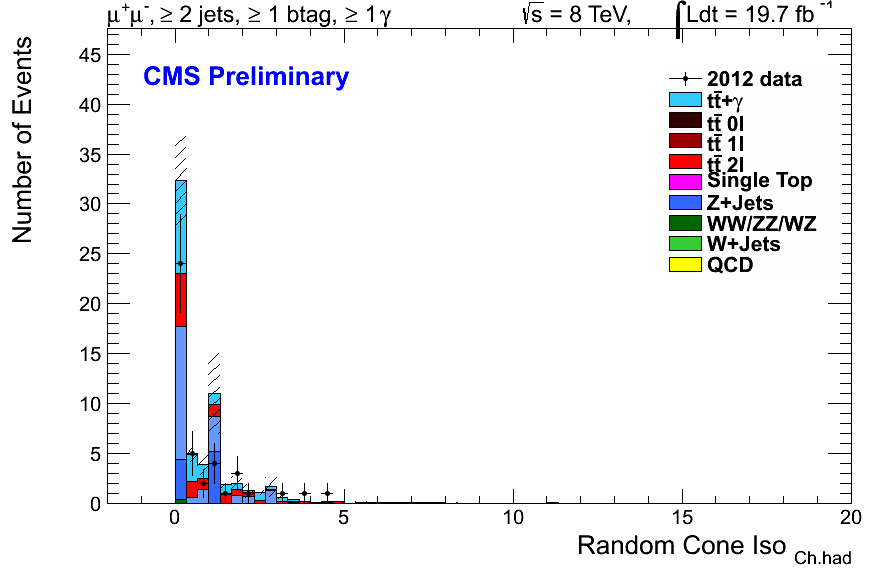 μ⁺μ⁻, ≥ 2 jets, ≥ 1 btag, ≥ 1 γ √s = 8 TeV, ∫Ldt = 19.7 fb⁻¹
CMS Preliminary
Number of Events
45
40
35
30
25
20
15
10
5
0
2012 data
tt̄+γ
tt̄ 0l
tt̄ 1l
tt̄ 2l
Single Top
Z+Jets
WW/ZZ/WZ
W+Jets
QCD
0 5 10 15 20
Random Cone Iso Ch.had